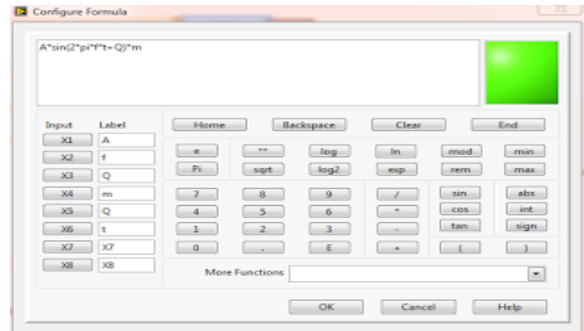 Configure Formula
A*sin(2*pi*f*t+Q)*m
Input Label Home Backspace Clear End
X1 A
e ** log ln mod min
X2 f
Pi sqrt log2 exp rem max
X3 Q
X4 m 7 8 9 / sin abs
X5 Q 4 5 6 * cos int
X6 t 1 2 3 - tan sign
X7 X7 0 . E + ( )
X8 X8
More Functions
OK Cancel Help